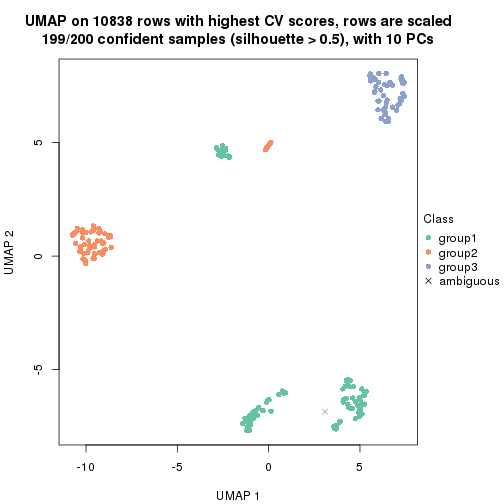 UMAP on 10838 rows with highest CV scores, rows are scaled
199/200 confident samples (silhouette > 0.5), with 10 PCs
5
0
-5
UMAP 2
-10
-5
0
5
UMAP 1
Class
group1
group2
group3
ambiguous